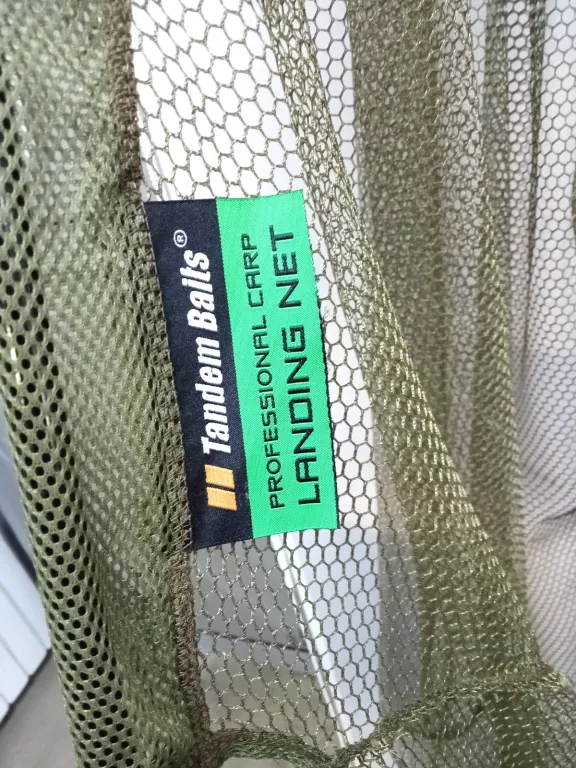 Tandem Baits®
PROFESSIONAL CARP
LANDING NET